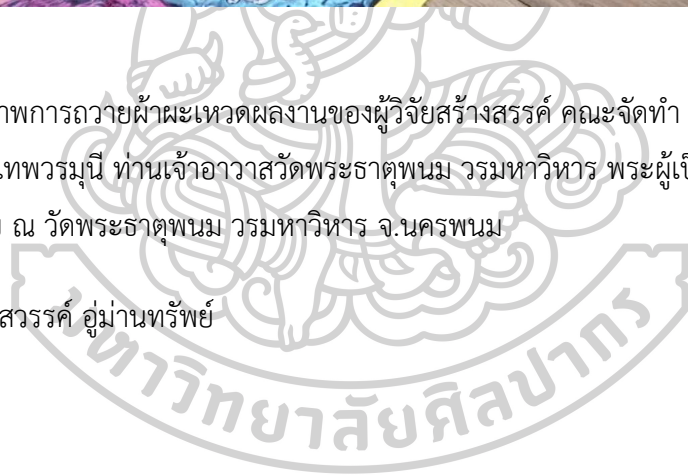 าพการถวายผ้าผะเหวดผลงานของผู้วิจัยสร้างสรรค์ คณะจัดทำ
เทพวรมุนี ท่านเจ้าอาวาสวัดพระธาตุพนม วรมหาวิหาร พระผู้เป็
ณ วัดพระธาตุพนม วรมหาวิหาร จ.นครพนม
สวรรค์ อู่ม่านทรัพย์
มหาวิทยาลัยศิลปากร